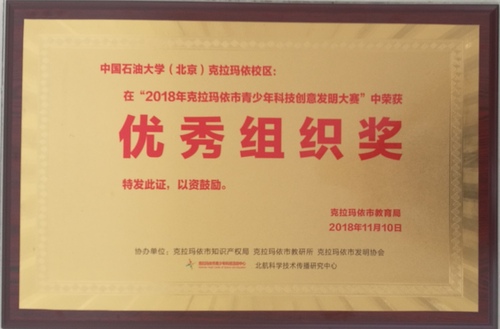 中国石油大学（北京）克拉玛依校区：
在“2018年克拉玛依市青少年科技创意发明大赛”中荣获
优秀组织奖
特发此证，以资鼓励。
克拉玛依市教育局
2018年11月10日
协办单位：克拉玛依市知识产权局 克拉玛依市教研所 克拉玛依市发明协会
北航科学技术传播研究中心